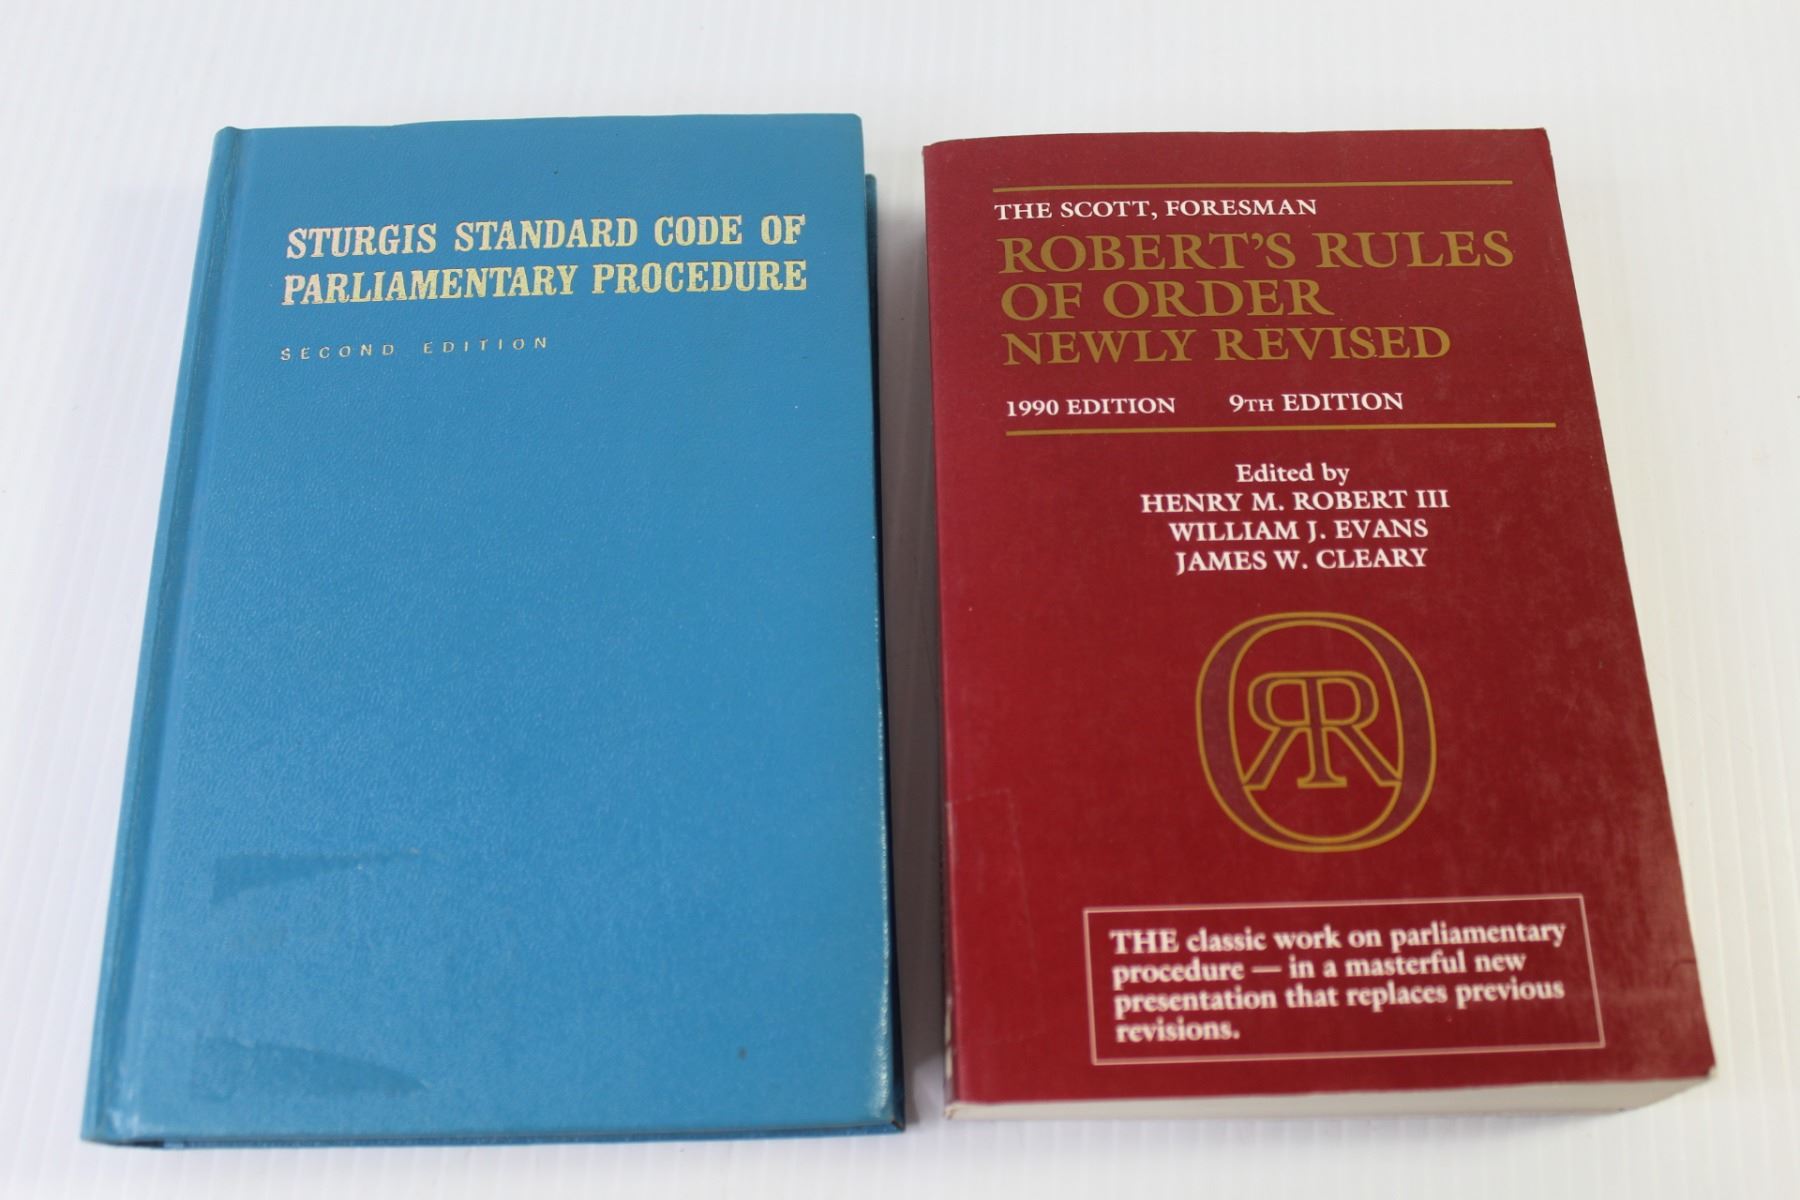 STURGIS STANDARD CODE OF
PARLIAMENTARY PROCEDURE
SECOND EDITION
THE SCOTT, FORESMAN
ROBERT'S RULES
OF ORDER
NEWLY REVISED
1990 EDITION 9TH EDITION
Edited by
HENRY M. ROBERT III
WILLIAM J. EVANS
JAMES W. CLEARY
RRO
THE classic work on parliamentary
procedure — in a masterful new
presentation that replaces previous
revisions.